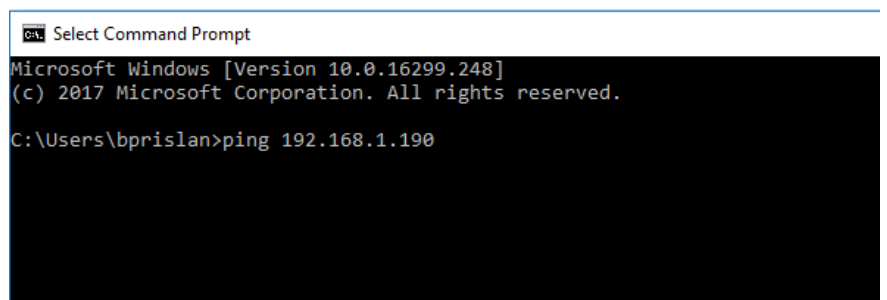 Select Command Prompt
Microsoft Windows [Version 10.0.16299.248]
(c) 2017 Microsoft Corporation. All rights reserved.
C:\Users\bprislan>ping 192.168.1.190